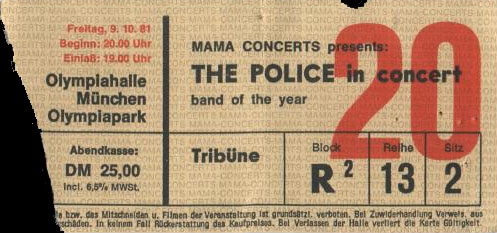 Freitag, 9. 10. 81
Beginn: 20.00 Uhr
Einlaß: 19.00 Uhr
Olympiahalle
München
Olympiapark
Abendkasse:
DM 25,00
Incl. 6,5% MWSt.
20
MAMA CONCERTS presents:
THE POLICE in concert
band of the year
Tribüne
Block
R 2
Reihe
13
Sitz
2
bzw. das Mitschneiden u. Filmen der Veranstaltung ist grundsätzl. verboten. Bei Zuwiderhandlung Verweis. aus
schäden. In keinem Fall Rückerstattung des Kaufpreises. Bei Verlassen der Halle verliert die Karte Gültigkeit.